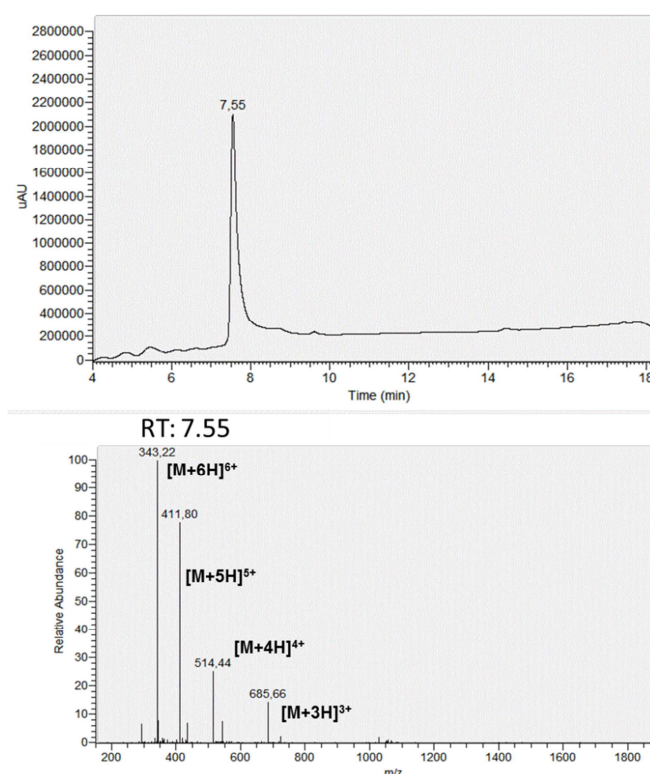 2800000
2600000
2400000
2200000
2000000
1800000
1600000
1400000
1200000
1000000
800000
600000
400000
200000
0
uAU
7,55
4 6 8 10 12 14 16 18
Time (min)
RT: 7.55
100
90
80
70
60
50
40
30
20
10
0
Relative Abundance
343,22
[M+6H]⁶⁺
411,80
[M+5H]⁵⁺
514,44
[M+4H]⁴⁺
685,66
[M+3H]³⁺
200 400 600 800 1000 1200 1400 1600 1800
m/z